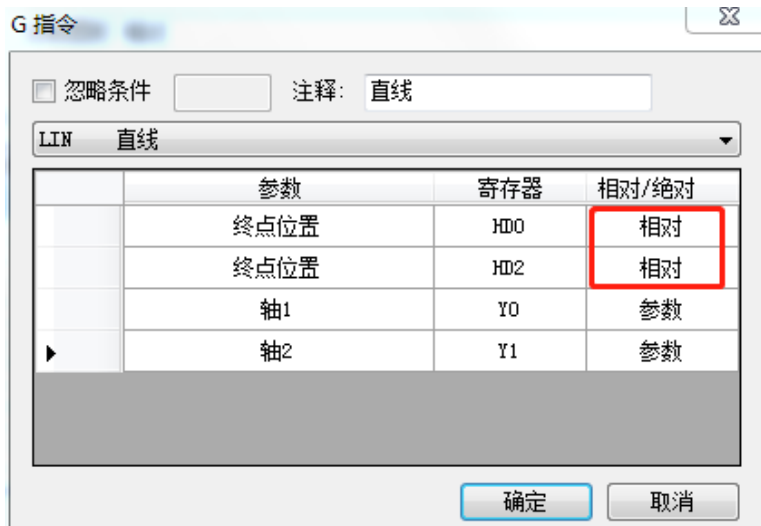 G 指令
忽略条件 注释: 直线
LIN 直线
参数 寄存器 相对/绝对
终点位置 HD0 相对
终点位置 HD2 相对
轴1 Y0 参数
轴2 Y1 参数
确定 取消